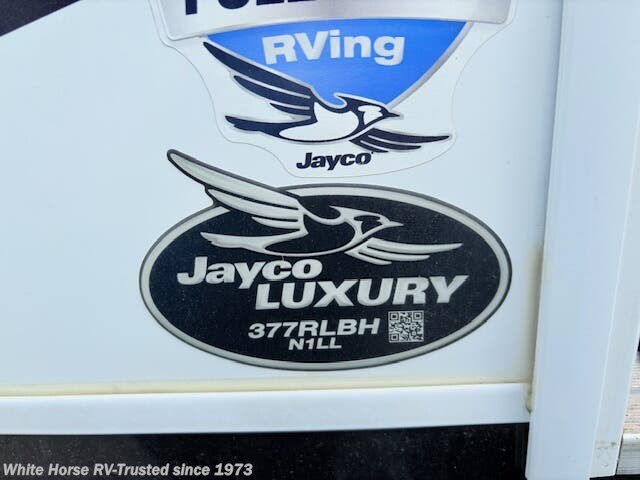 RVing
Jayco
Jayco
LUXURY
377RLBH
N1LL
White Horse RV-Trusted since 1973